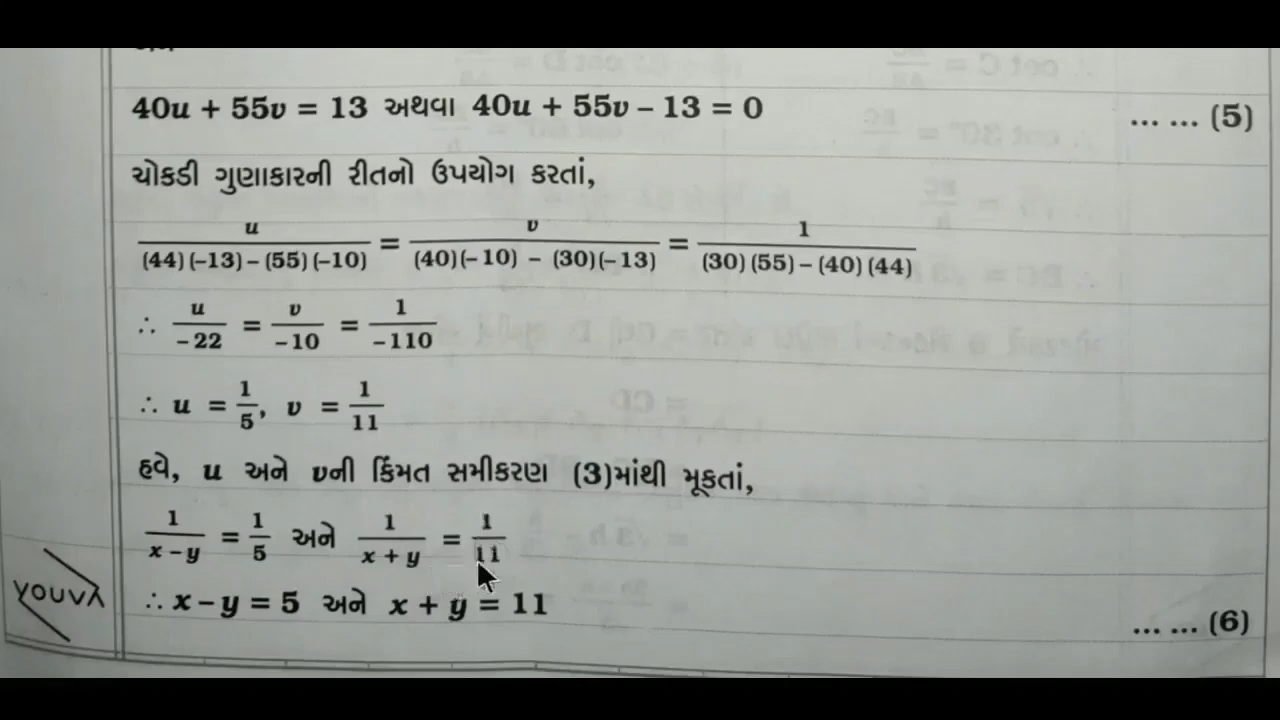 40u + 55v = 13 અથવા 40u + 55v – 13 = 0 ... ... (5)
ચોકડી ગુણાકારની રીતનો ઉપયોગ કરતાં,
u/((44)(–13) – (55)(–10)) = v/((40)(–10) – (30)(–13)) = 1/((30)(55) – (40)(44))
∴ u/–22 = v/–10 = 1/–110
∴ u = 1/5, v = 1/11
હવે, u અને vની કિંમત સમીકરણ (3)માંથી મૂકતાં,
1/(x – y) = 1/5 અને 1/(x + y) = 1/11
∴ x – y = 5 અને x + y = 11 ... ... (6)
YOUVA